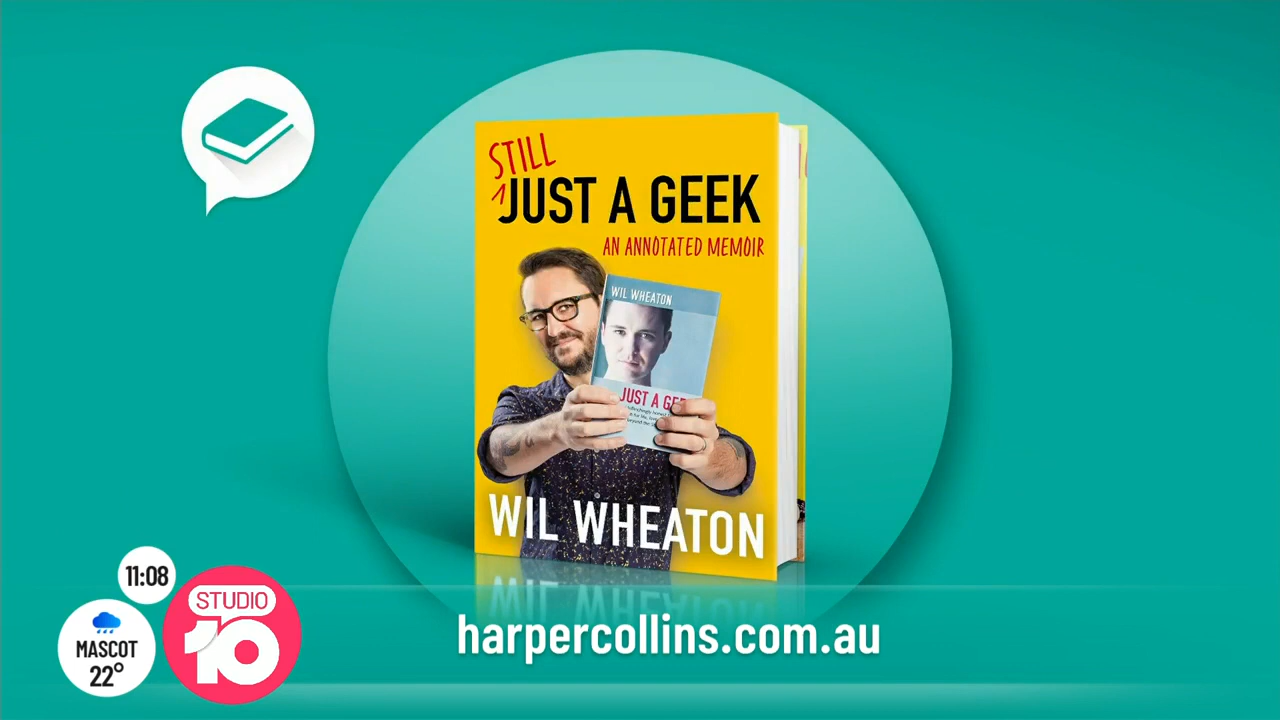 STILL
JUST A GEEK
AN ANNOTATED MEMOIR
WIL WHEATON
JUST A GE
WIL WHEATON
11:08
STUDIO
10
MASCOT
22°
harpercollins.com.au